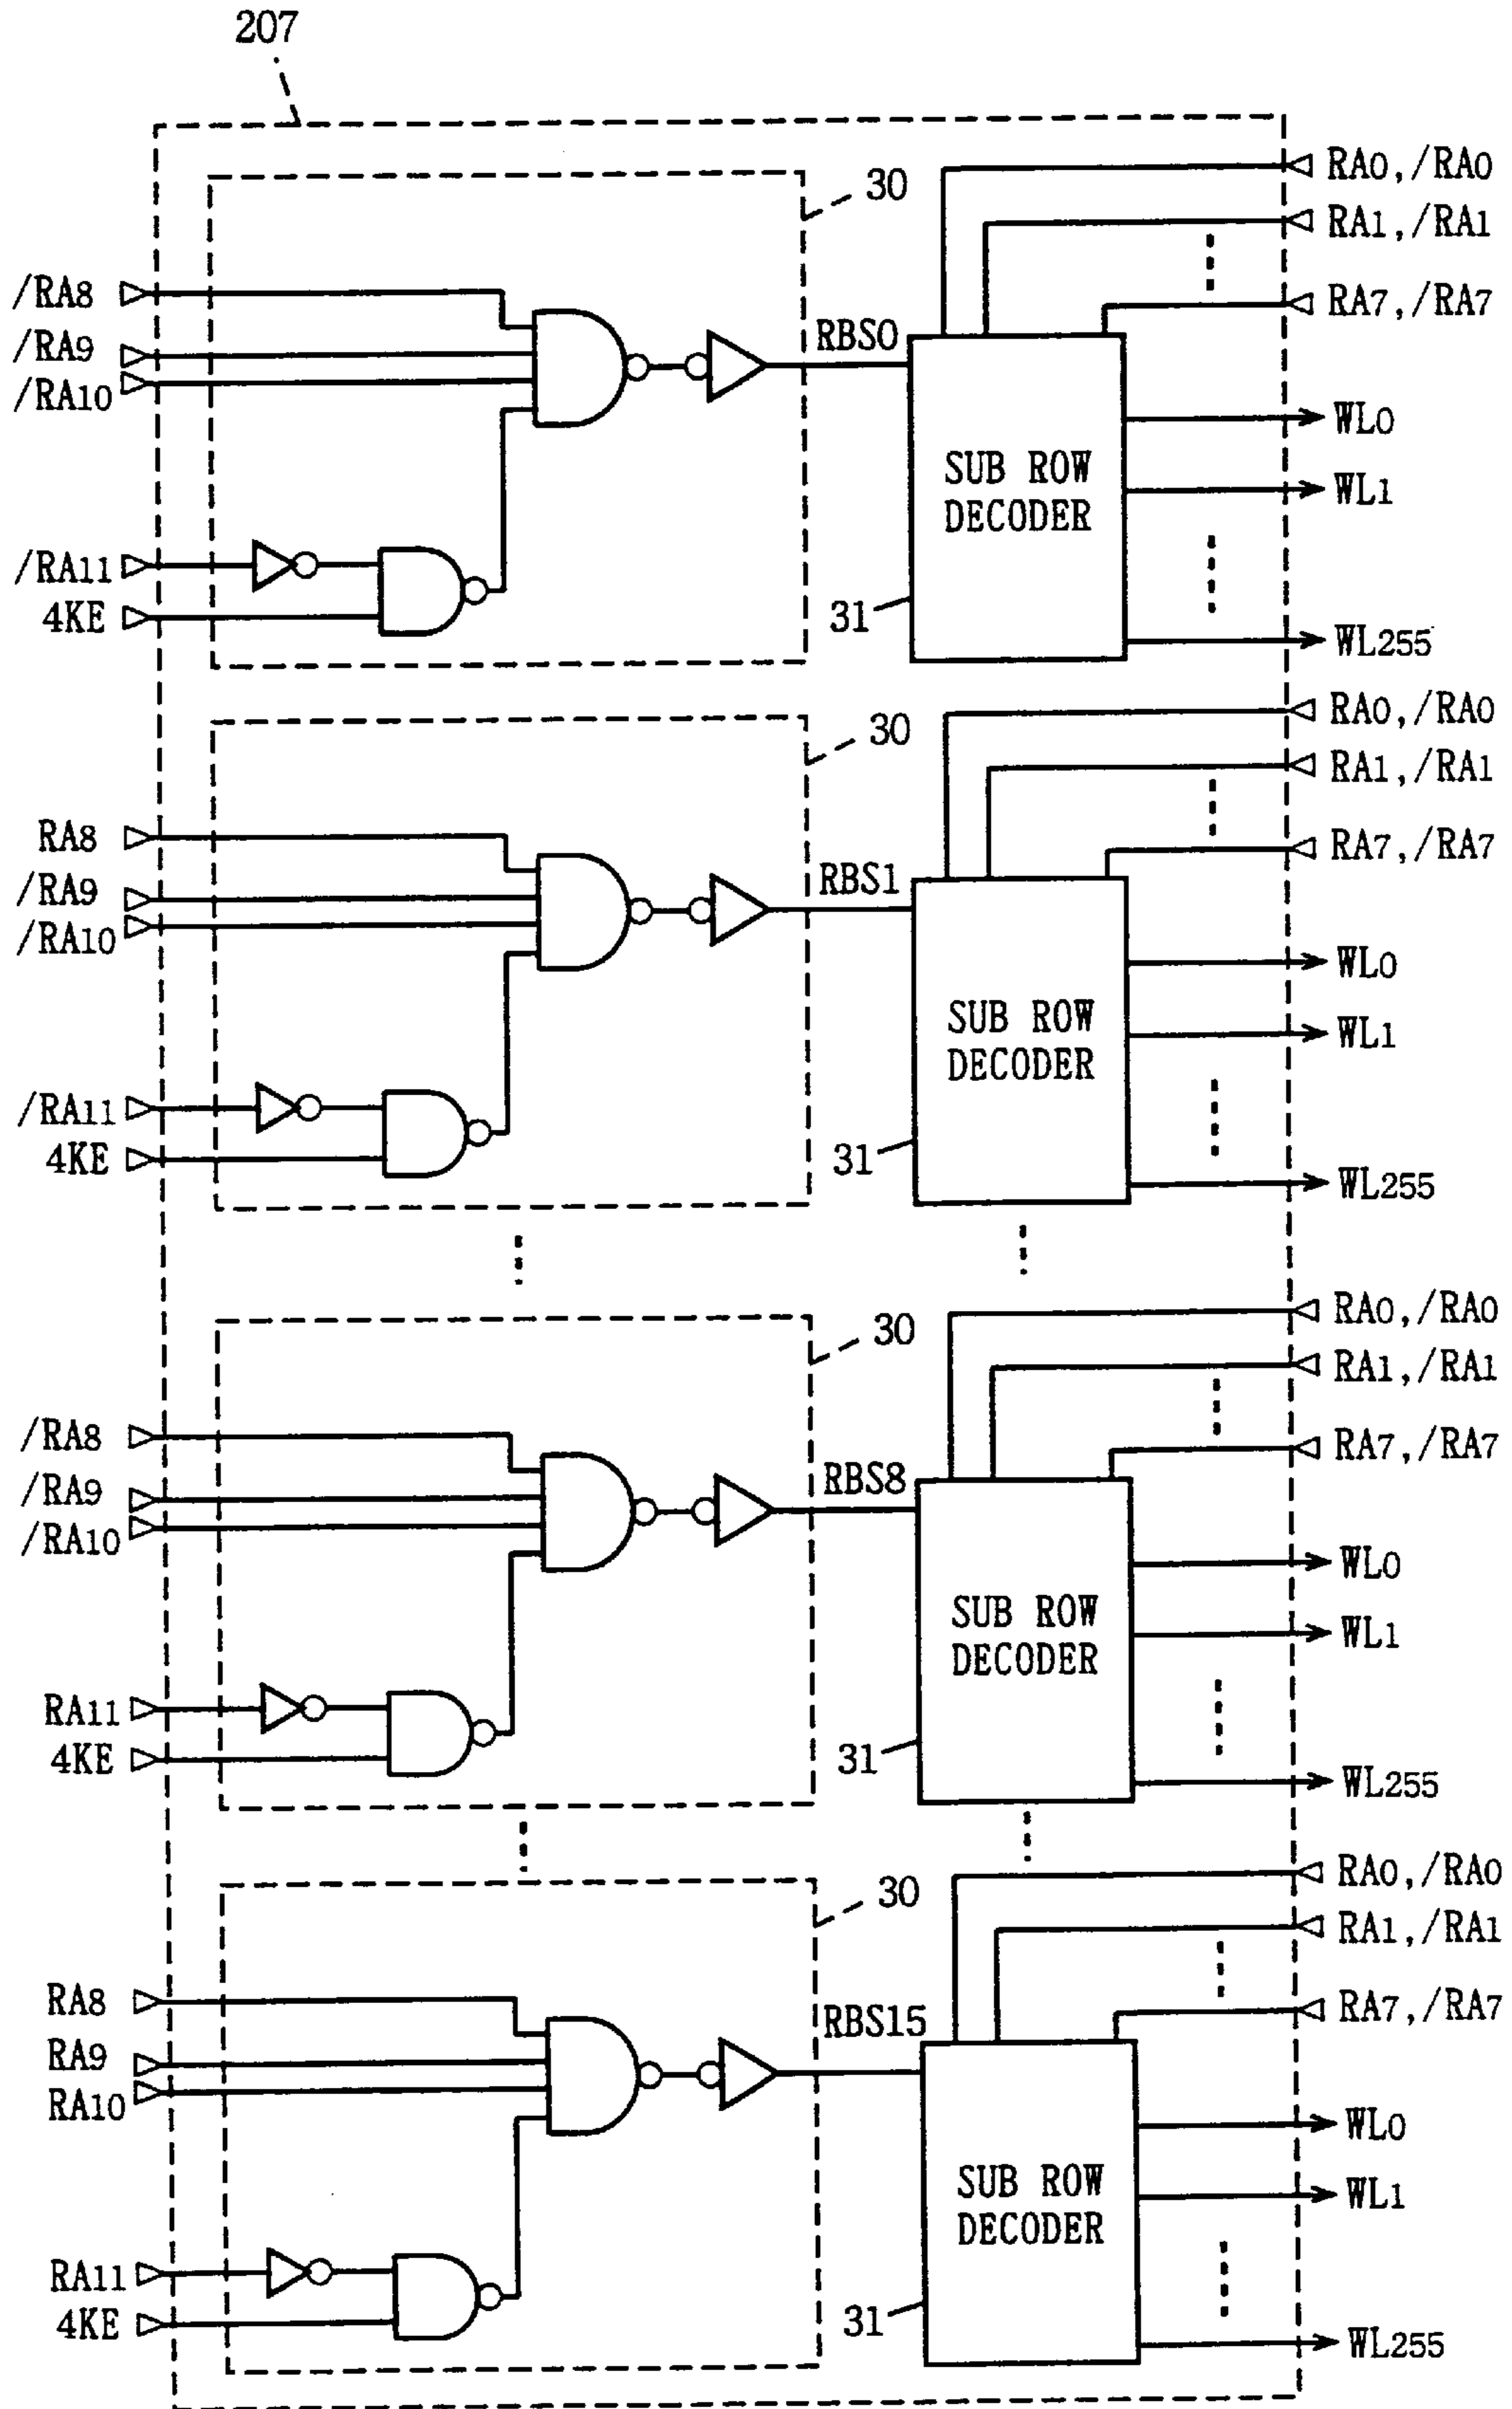 207
30
RA0,/RA0
RA1,/RA1
RA7,/RA7
/RA8
/RA9
/RA10
RBS0
SUB ROW
DECODER
WL0
WL1
/RA11
4KE
31
WL255
30
RA0,/RA0
RA1,/RA1
RA7,/RA7
RA8
/RA9
/RA10
RBS1
SUB ROW
DECODER
WL0
WL1
/RA11
4KE
31
WL255
30
RA0,/RA0
RA1,/RA1
RA7,/RA7
/RA8
/RA9
/RA10
RBS8
SUB ROW
DECODER
WL0
WL1
RA11
4KE
31
WL255
30
RA0,/RA0
RA1,/RA1
RA7,/RA7
RA8
RA9
RA10
RBS15
SUB ROW
DECODER
WL0
WL1
RA11
4KE
31
WL255